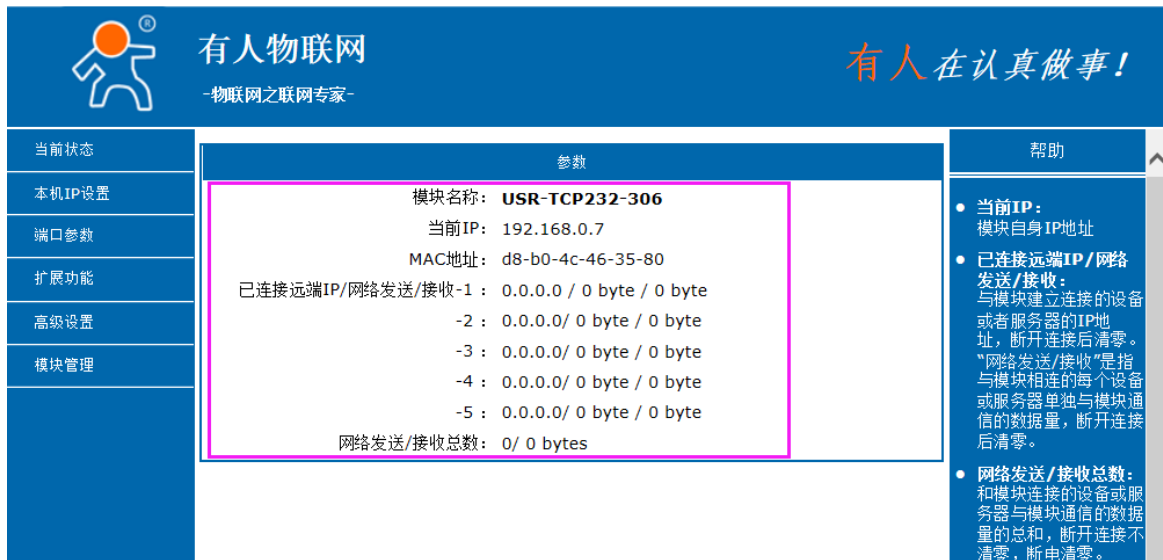 ®
有人物联网
-物联网之联网专家-
有人在认真做事!
当前状态
本机IP设置
端口参数
扩展功能
高级设置
模块管理
参数
模块名称: USR-TCP232-306
当前IP: 192.168.0.7
MAC地址: d8-b0-4c-46-35-80
已连接远端IP/网络发送/接收-1 : 0.0.0.0 / 0 byte / 0 byte
-2 : 0.0.0.0/ 0 byte / 0 byte
-3 : 0.0.0.0/ 0 byte / 0 byte
-4 : 0.0.0.0/ 0 byte / 0 byte
-5 : 0.0.0.0/ 0 byte / 0 byte
网络发送/接收总数: 0/ 0 bytes
帮助
● 当前IP:
模块自身IP地址
● 已连接远端IP/网络
发送/接收:
与模块建立连接的设备
或者服务器的IP地
址，断开连接后清零。
“网络发送/接收”是指
与模块相连的每个设备
或服务器单独与模块通
信的数据量，断开连接
后清零。
● 网络发送/接收总数:
和模块连接的设备或服
务器与模块通信的数据
量的总和，断开连接不
清零，断电清零。